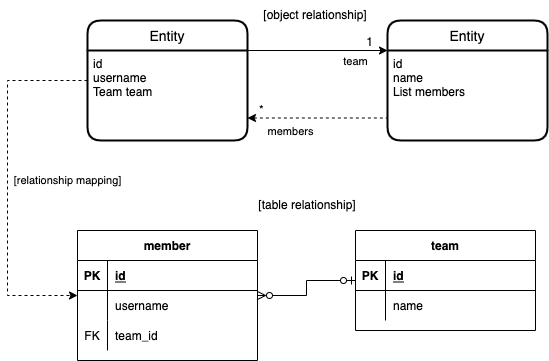 [object relationship]
Entity
id
username
Team team
1
team
Entity
id
name
List members
*
members
[relationship mapping]
[table relationship]
member
PK id
username
FK team_id
team
PK id
name